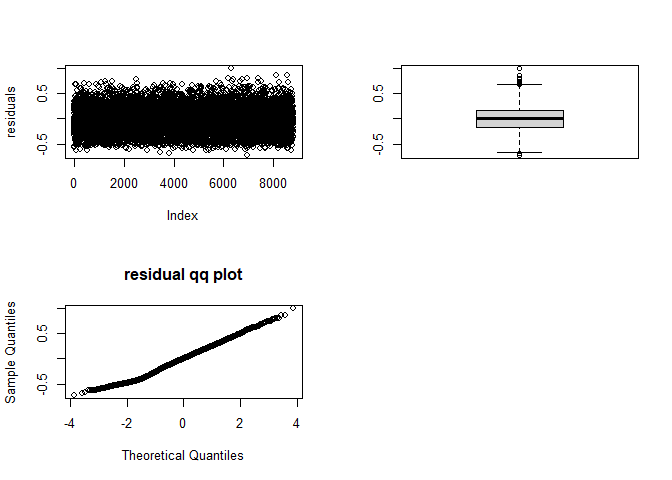 residuals
0.5
-0.5
0 2000 4000 6000 8000
Index
0.5
-0.5
residual qq plot
Sample Quantiles
0.5
-0.5
-4 -2 0 2 4
Theoretical Quantiles